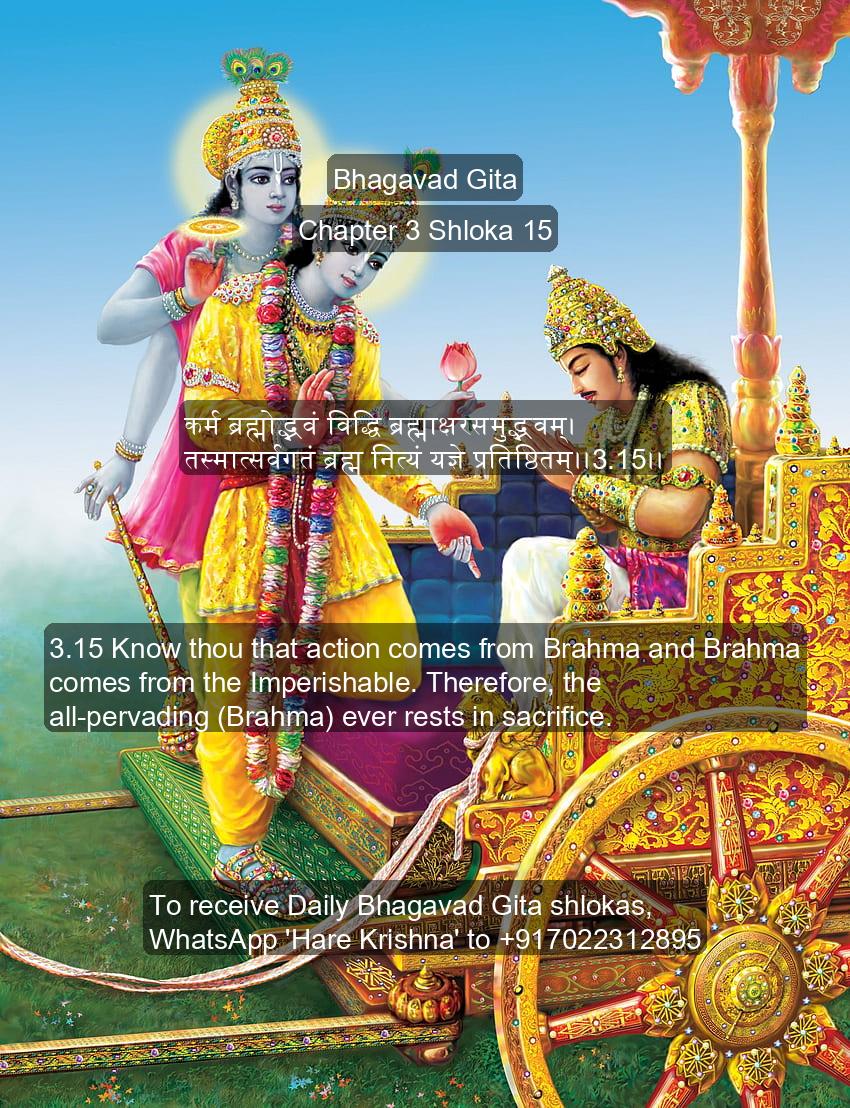 Bhagavad Gita
Chapter 3 Shloka 15
कर्म ब्रह्मोद्भवं विद्धि ब्रह्माक्षरसमुद्भवम्।
तस्मात्सर्वगतं ब्रह्म नित्यं यज्ञे प्रतिष्ठितम्।।3.15।।
3.15 Know thou that action comes from Brahma and Brahma
comes from the Imperishable. Therefore, the
all-pervading (Brahma) ever rests in sacrifice.
To receive Daily Bhagavad Gita shlokas,
WhatsApp 'Hare Krishna' to +917022312895